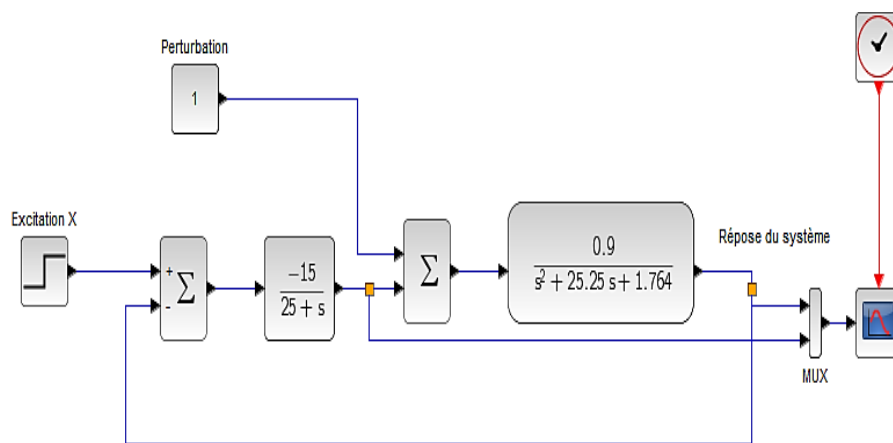 Perturbation
1
Excitation X
+
-
Σ
-15
25 + s
Σ
0.9
s² + 25.25 s + 1.764
Répose du système
MUX